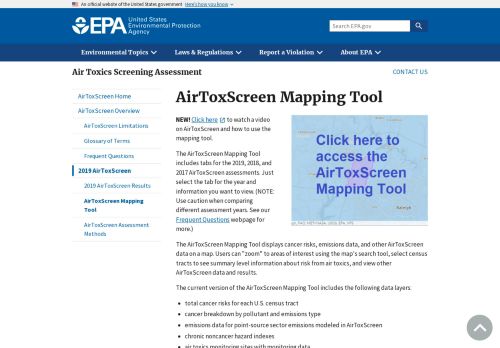 An official website of the United States government Here's how you know
EPA United States
Environmental Protection
Agency
Search EPA.gov
Environmental Topics Laws & Regulations Report a Violation About EPA
Air Toxics Screening Assessment
CONTACT US
AirToxScreen Home
AirToxScreen Overview
AirToxScreen Limitations
Glossary of Terms
Frequent Questions
2019 AirToxScreen
2019 AirToxScreen Results
AirToxScreen Mapping
Tool
AirToxScreen Assessment
Methods
AirToxScreen Mapping Tool
NEW! Click here to watch a video
on AirToxScreen and how to use the
mapping tool.
The AirToxScreen Mapping Tool
includes tabs for the 2019, 2018, and
2017 AirToxScreen assessments. Just
select the tab for the year and
information you want to view. (NOTE:
Use caution when comparing
different assessment years. See our
Frequent Questions webpage for
more.)
Click here to
access the
AirToxScreen
Mapping Tool
Raleigh
The AirToxScreen Mapping Tool displays cancer risks, emissions data, and other AirToxScreen
data on a map. Users can "zoom" to areas of interest using the map's search tool, select census
tracts to see summary level information about risk from air toxics, and view other
AirToxScreen data and results.
The current version of the AirToxScreen Mapping Tool includes the following data layers:
total cancer risks for each U.S. census tract
cancer breakdown by pollutant and emissions type
emissions data for point-source sector emissions modeled in AirToxScreen
chronic noncancer hazard indexes
air toxics monitoring sites with monitoring data